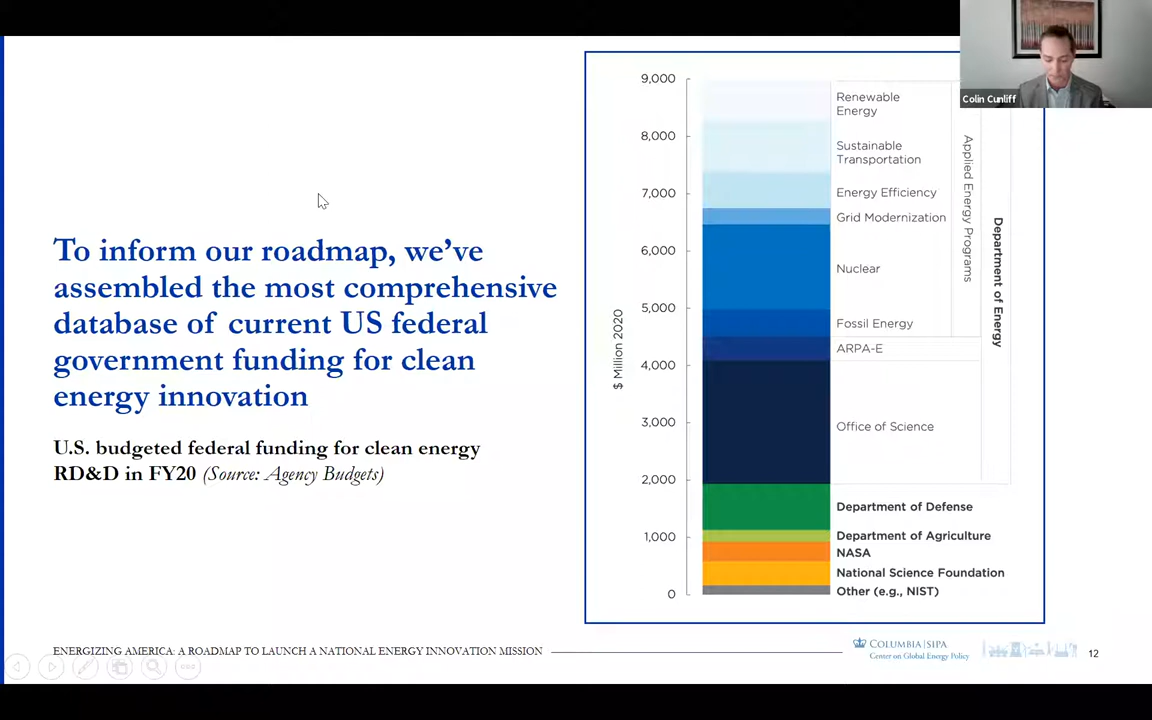 To inform our roadmap, we’ve
assembled the most comprehensive
database of current US federal
government funding for clean
energy innovation
U.S. budgeted federal funding for clean energy
RD&D in FY20 (Source: Agency Budgets)
$ Million 2020
9,000
8,000
7,000
6,000
5,000
4,000
3,000
2,000
1,000
0
Renewable
Energy
Sustainable
Transportation
Energy Efficiency
Grid Modernization
Nuclear
Fossil Energy
ARPA-E
Office of Science
Department of Defense
Department of Agriculture
NASA
National Science Foundation
Other (e.g., NIST)
Applied Energy Programs
Department of Energy
Colin Cunliff
ENERGIZING AMERICA: A ROADMAP TO LAUNCH A NATIONAL ENERGY INNOVATION MISSION
COLUMBIA | SIPA
Center on Global Energy Policy
12